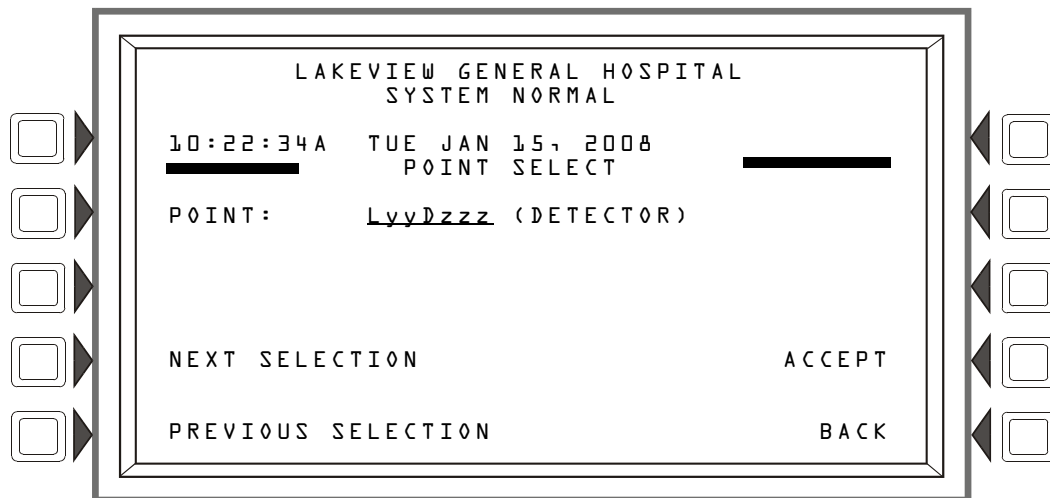 LAKEVIEW GENERAL HOSPITAL
SYSTEM NORMAL
10:22:34A TUE JAN 15, 2008
POINT SELECT
POINT: LyyDzzz (DETECTOR)
NEXT SELECTION ACCEPT
PREVIOUS SELECTION BACK